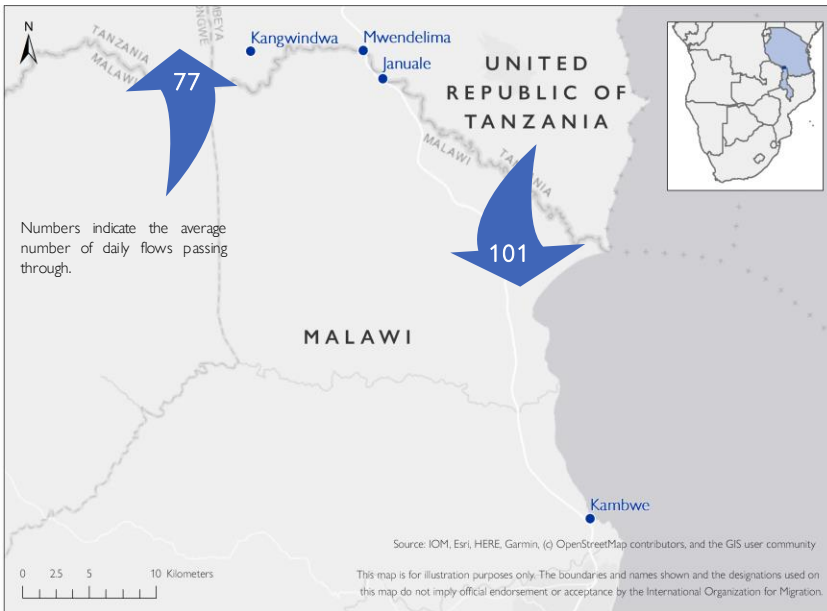 N
MBEYA
TANZANIA
MALAWI
77
Kangwindwa
Mwendelima
Januale
UNITED
REPUBLIC OF
TANZANIA
MALAWI
TANZANIA
Numbers indicate the average
number of daily flows passing
through.
101
MALAWI
Kambwe
Source: IOM, Esri, HERE, Garmin, (c) OpenStreetMap contributors, and the GIS user community
0 2.5 5 10 Kilometers
This map is for illustration purposes only. The boundaries and names shown and the designations used on
this map do not imply official endorsement or acceptance by the International Organization for Migration.